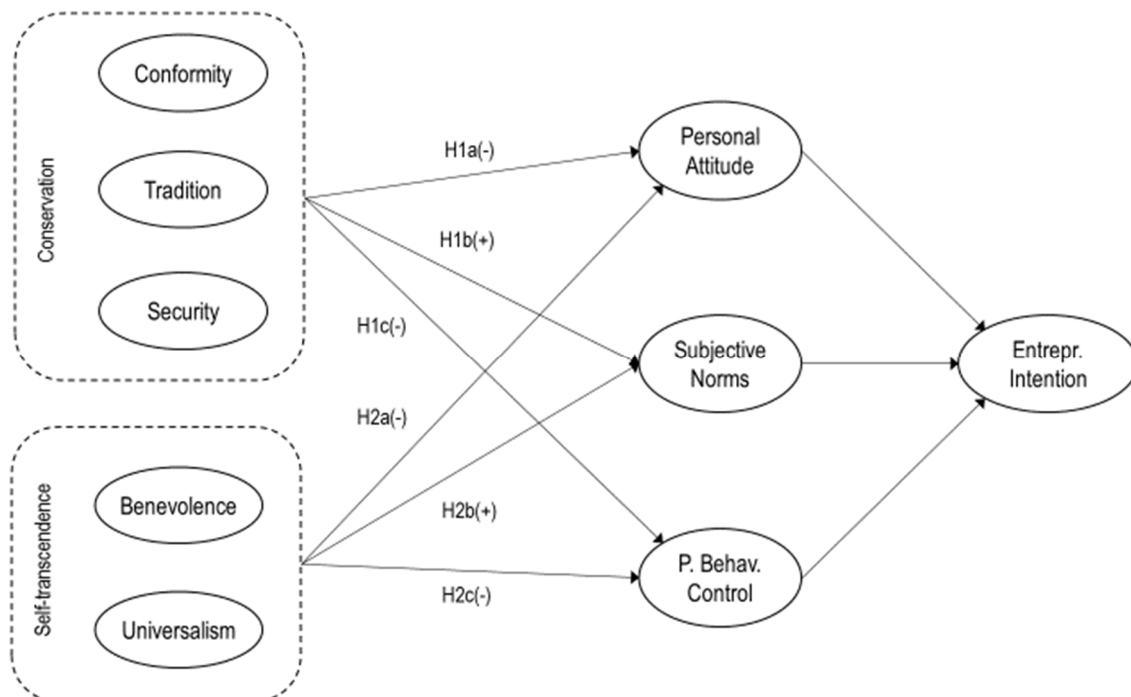 Conservation
Conformity
Tradition
Security
Self-transcendence
Benevolence
Universalism
H1a(-)
H1b(+)
H1c(-)
H2a(-)
H2b(+)
H2c(-)
Personal
Attitude
Subjective
Norms
P. Behav.
Control
Entrepr.
Intention